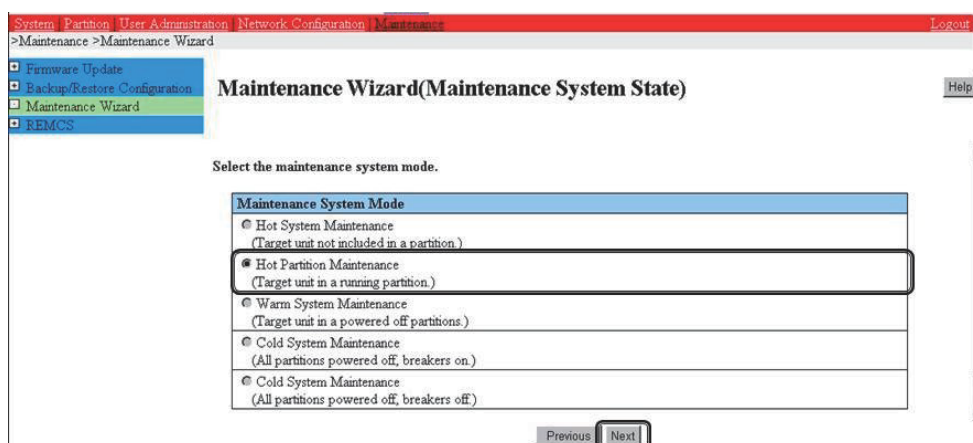 System | Partition | User Administration | Network Configuration | Maintenance Logout
>Maintenance >Maintenance Wizard
Firmware Update
Backup/Restore Configuration
Maintenance Wizard
REMCS
Maintenance Wizard(Maintenance System State)
Help
Select the maintenance system mode.
Maintenance System Mode
Hot System Maintenance
(Target unit not included in a partition.)
Hot Partition Maintenance
(Target unit in a running partition.)
Warm System Maintenance
(Target unit in a powered off partitions.)
Cold System Maintenance
(All partitions powered off, breakers on.)
Cold System Maintenance
(All partitions powered off, breakers off.)
Previous Next